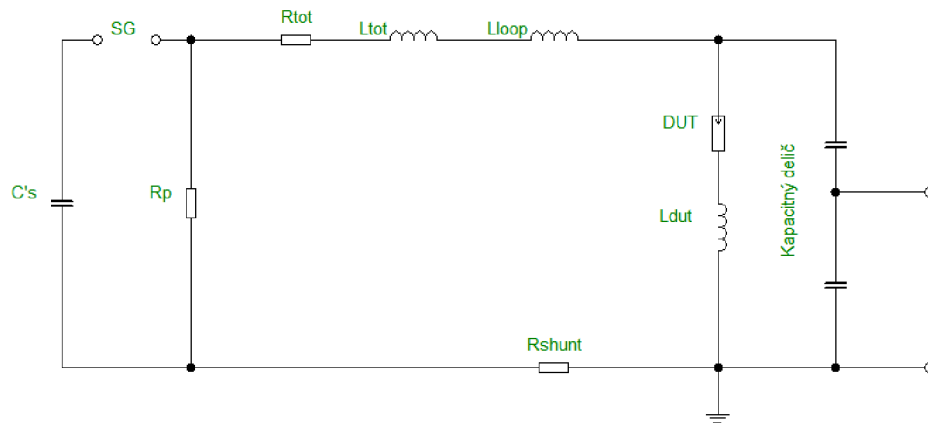 SG
Rtot
Ltot
Lloop
DUT
C's
Rp
Ldut
Kapacitný delič
Rshunt